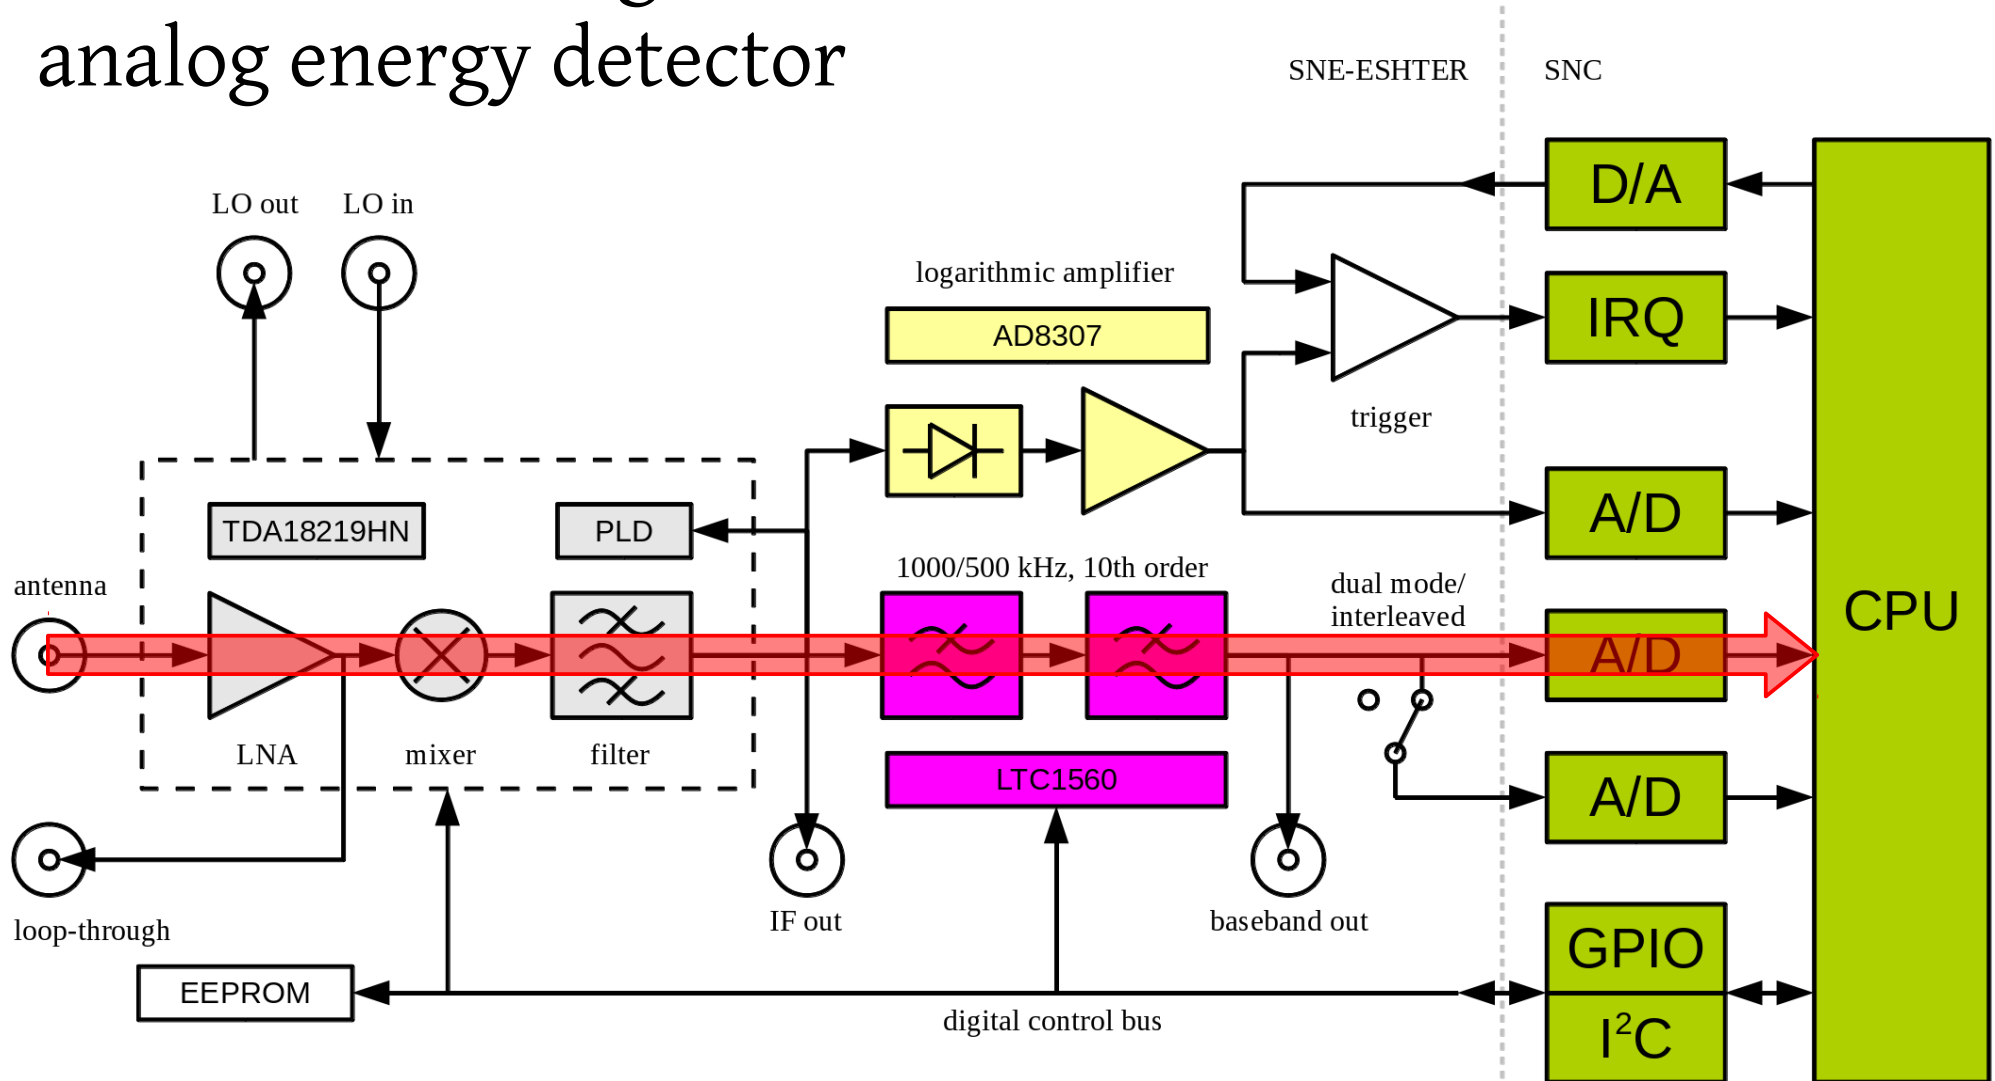 analog energy detector
SNE-ESHTER
SNC
LO out
LO in
D/A
logarithmic amplifier
AD8307
IRQ
trigger
TDA18219HN
PLD
A/D
antenna
1000/500 kHz, 10th order
dual mode/
interleaved
CPU
A/D
LNA
mixer
filter
LTC1560
A/D
loop-through
IF out
baseband out
GPIO
EEPROM
digital control bus
I²C